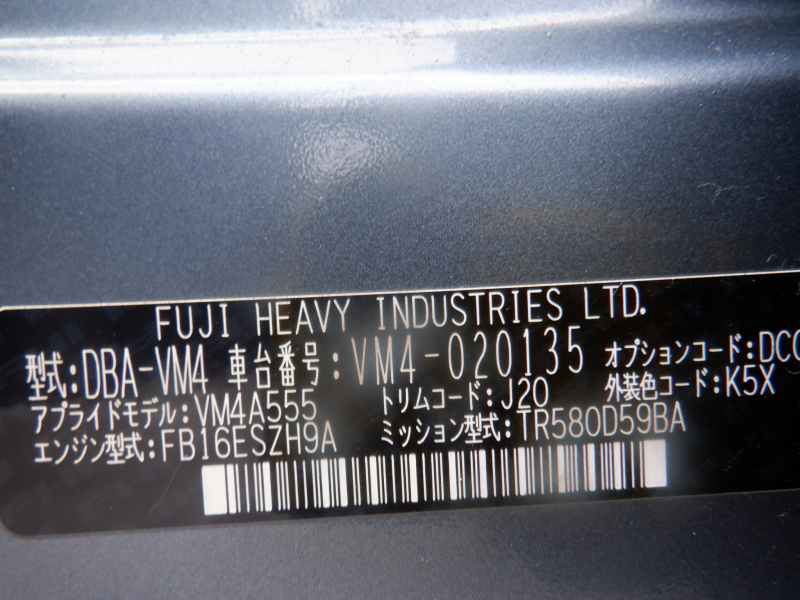 FUJI HEAVY INDUSTRIES LTD.
型式:DBA-VM4 車台番号:VM4-020135 オプションコード:DCC
アプライドモデル:VM4A555 トリムコード:J20 外装色コード:K5X
エンジン型式:FB16ESZH9A ミッション型式:TR580D59BA